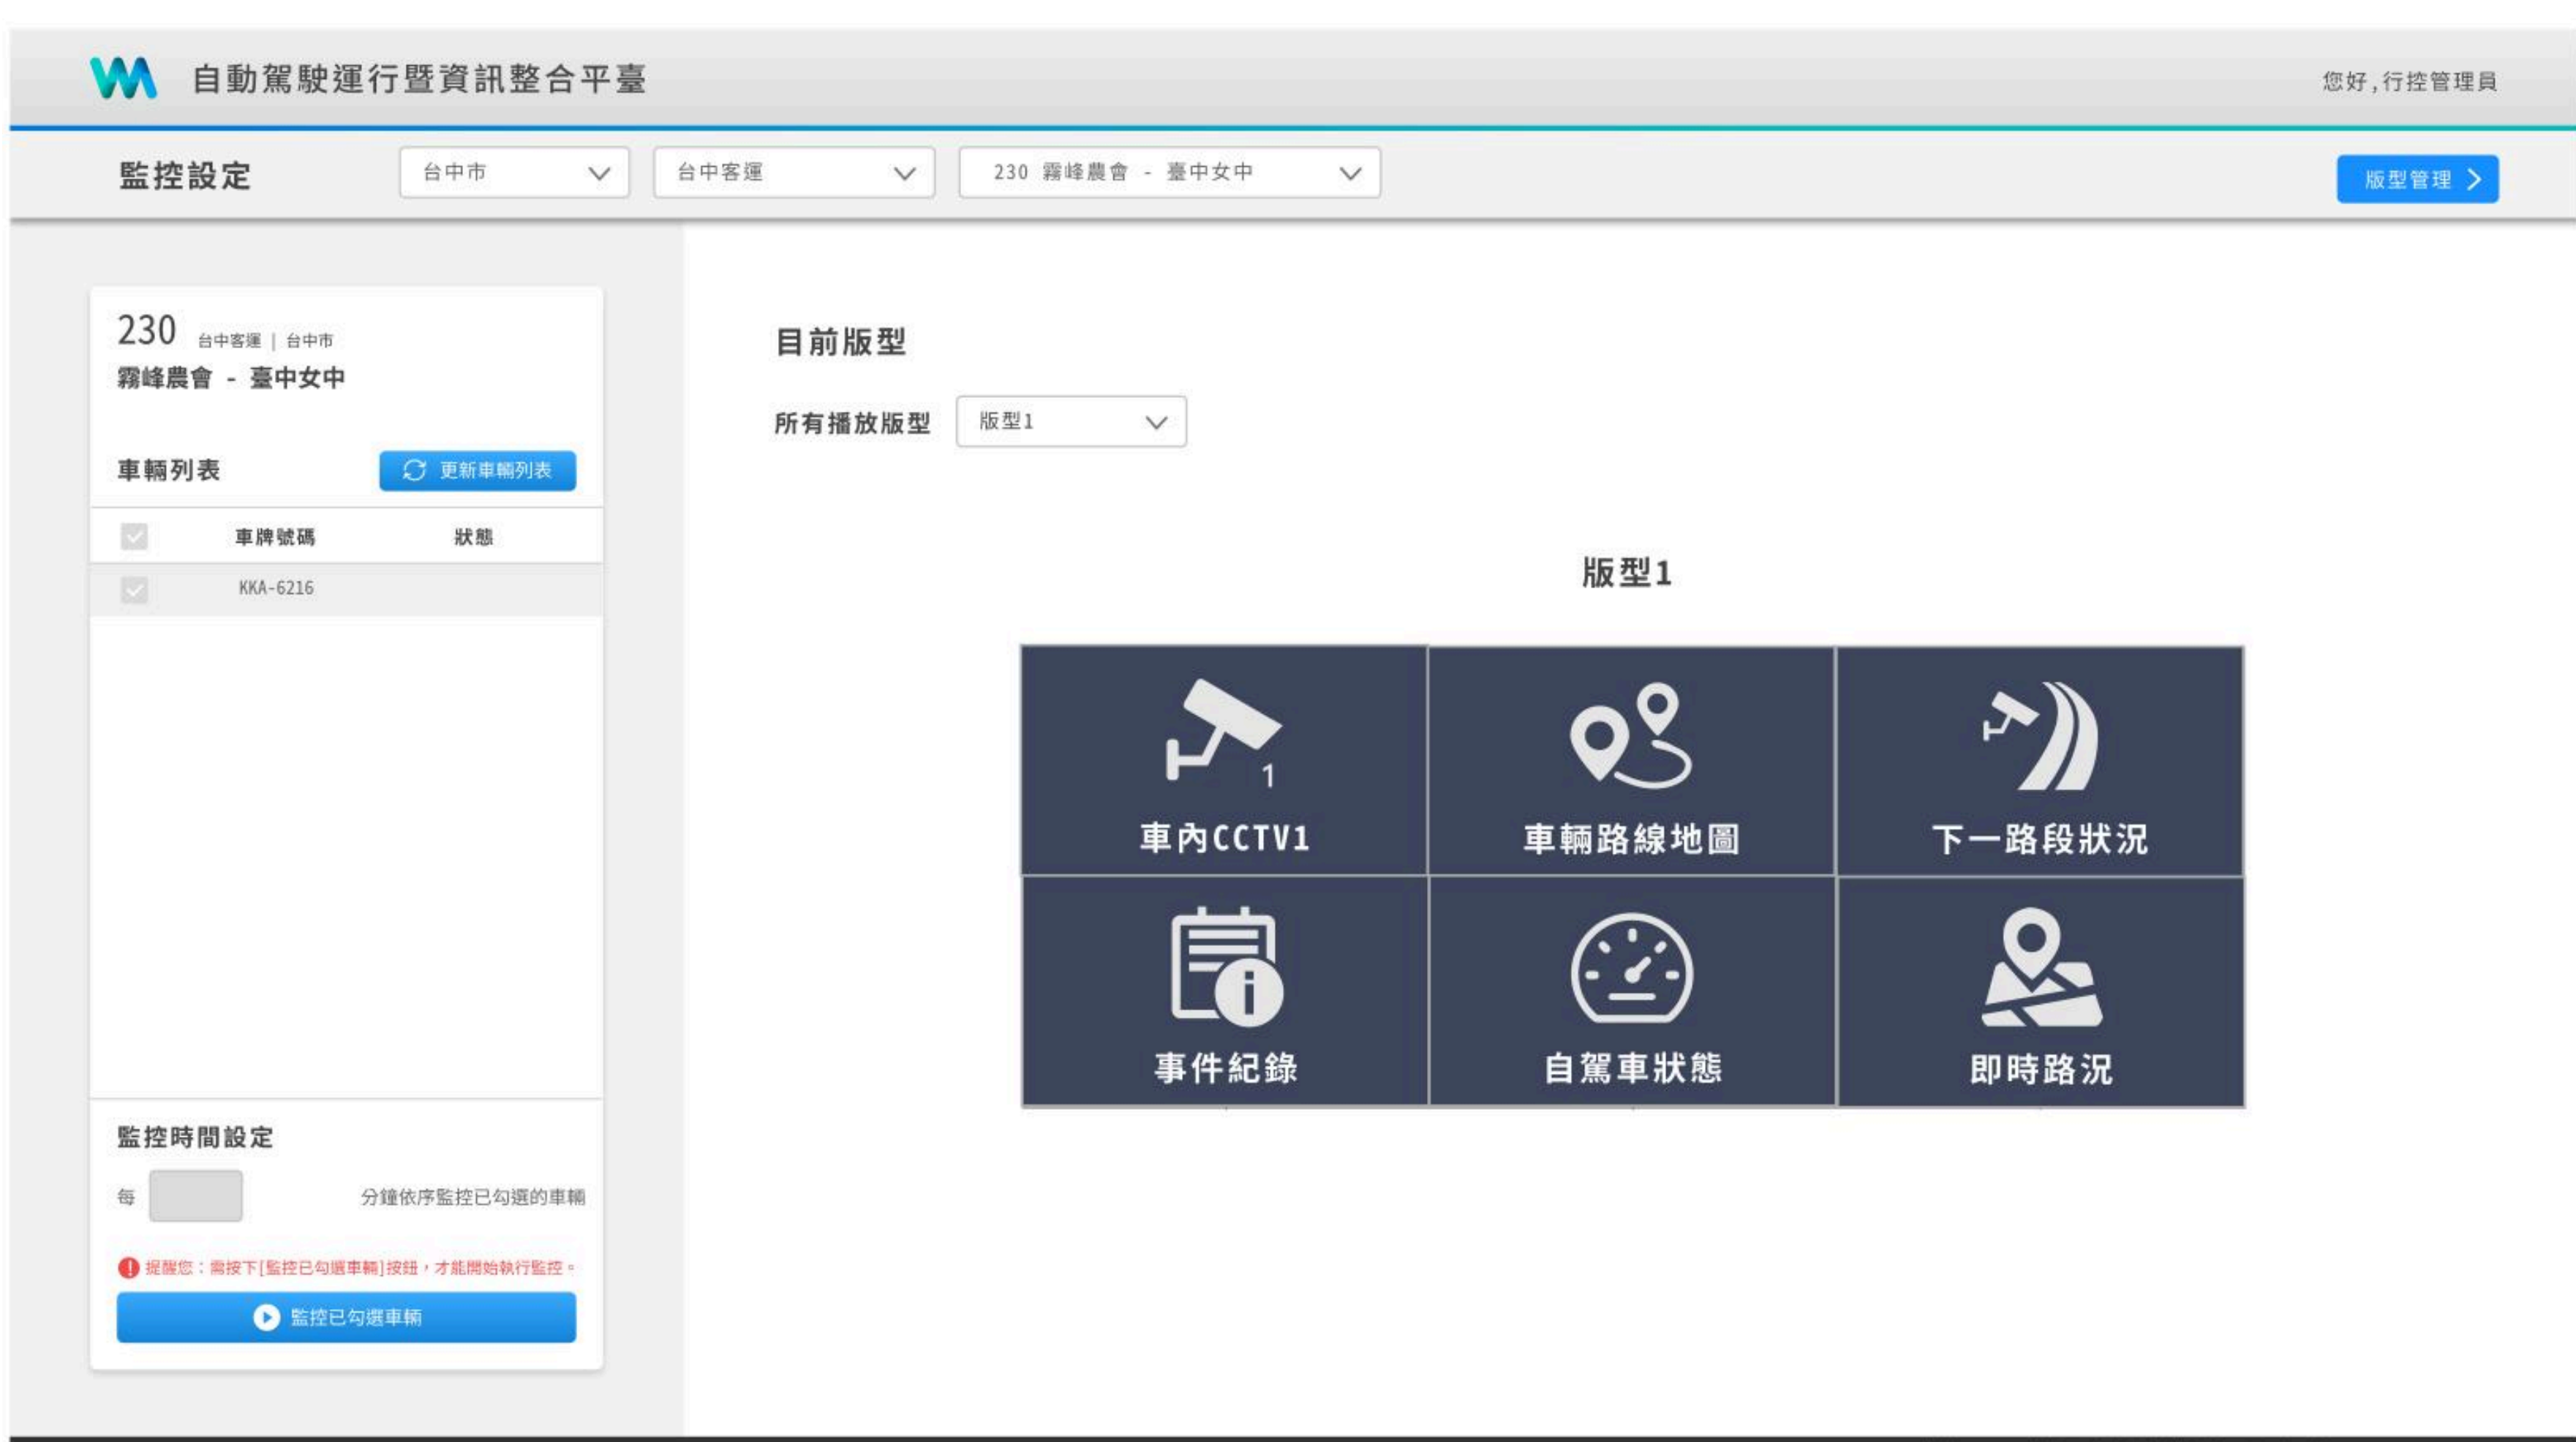 自動駕駛運行暨資訊整合平臺
您好,行控管理員
監控設定
台中市
台中客運
230 霧峰農會 - 臺中女中
版型管理
230 台中客運 | 台中市
霧峰農會 - 臺中女中
車輛列表
更新車輛列表
車牌號碼 狀態
KKA-6216
監控時間設定
每 分鐘依序監控已勾選的車輛
提醒您：需按下[監控已勾選車輛]按鈕，才能開始執行監控。
監控已勾選車輛
目前版型
所有播放版型 版型1
版型1
1
車內CCTV1
車輛路線地圖
下一路段狀況
事件紀錄
自駕車狀態
即時路況